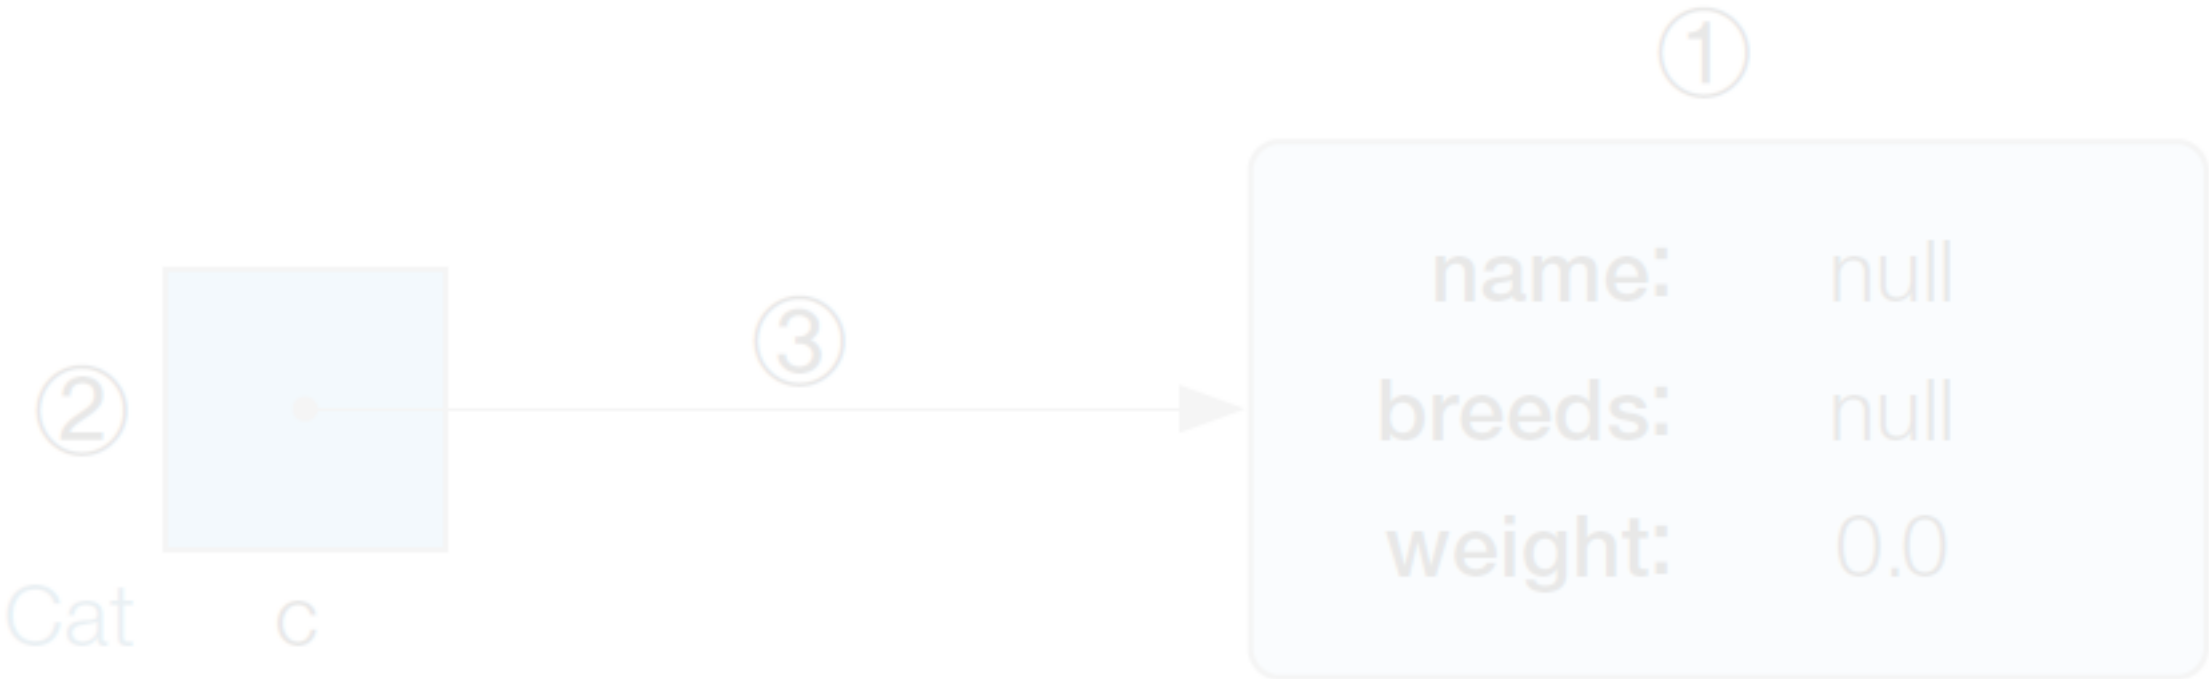 ①
name: null
③
breeds: null
②
weight: 0.0
Cat c